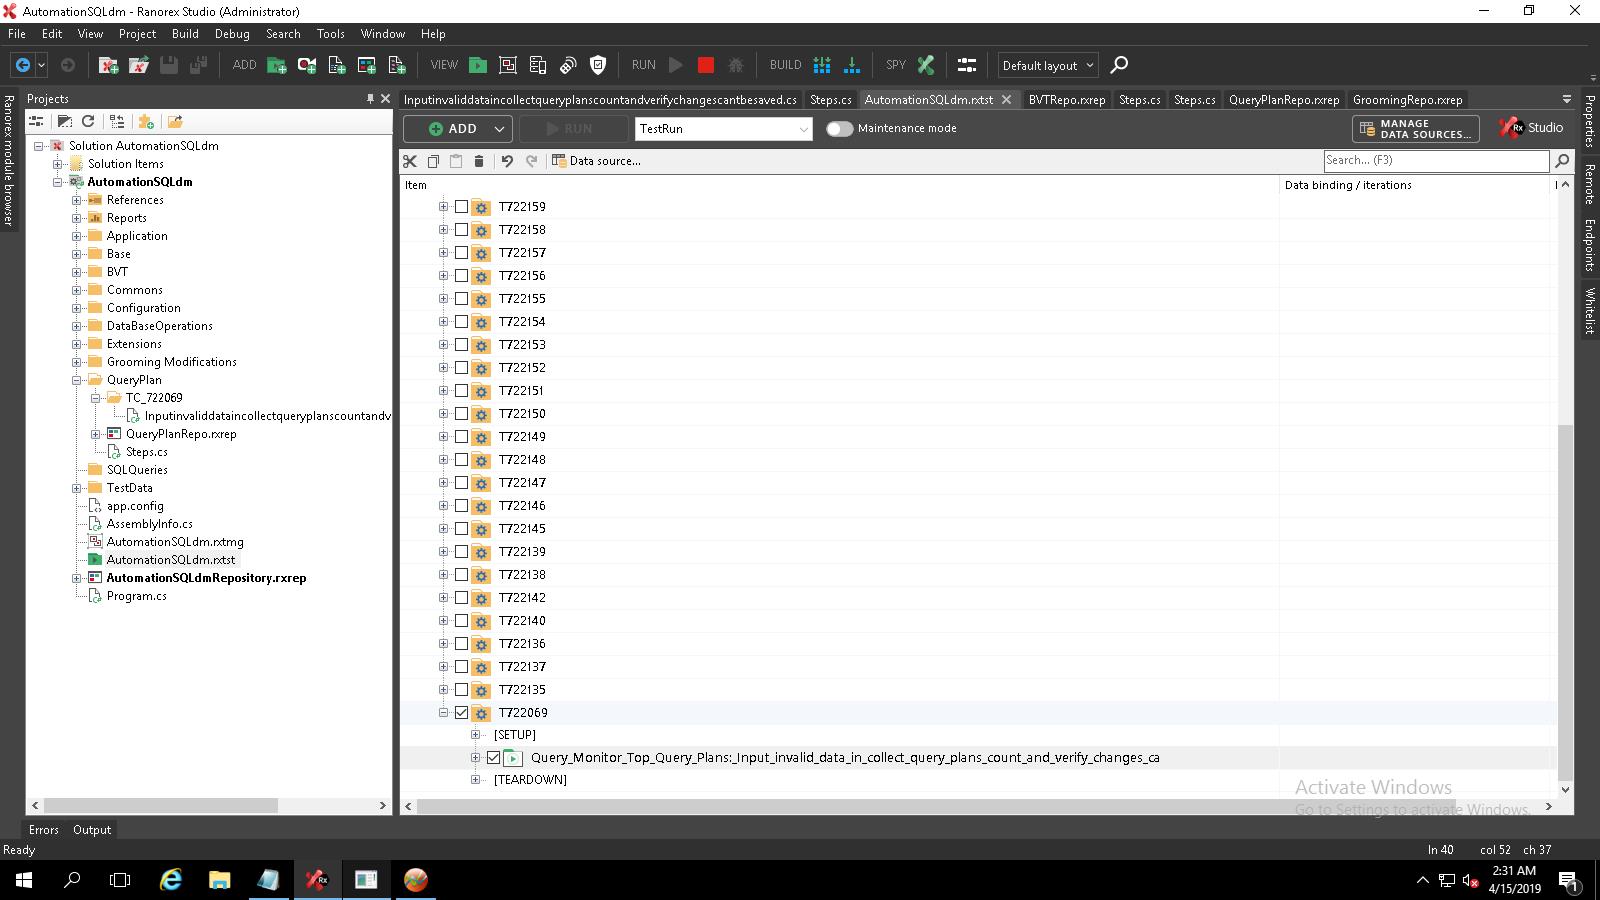 AutomationSQLdm - Ranorex Studio (Administrator)
File Edit View Project Build Debug Search Tools Window Help
ADD VIEW RUN BUILD SPY Default layout
Ranorex module browser
Projects
Solution AutomationSQLdm
Solution Items
AutomationSQLdm
References
Reports
Application
Base
BVT
Commons
Configuration
DataBaseOperations
Extensions
Grooming Modifications
QueryPlan
TC_722069
Inputinvaliddataincollectqueryplanscountandv
QueryPlanRepo.rxrep
Steps.cs
SQLQueries
TestData
app.config
AssemblyInfo.cs
AutomationSQLdm.rxtmg
AutomationSQLdm.rxtst
AutomationSQLdmRepository.rxrep
Program.cs
Inputinvaliddataincollectqueryplanscountandverifychangescantbesaved.cs Steps.cs AutomationSQLdm.rxtst BVTRepo.rxrep Steps.cs Steps.cs QueryPlanRepo.rxrep GroomingRepo.rxrep
ADD RUN TestRun Maintenance mode MANAGE
DATA SOURCES... Rx Studio
Data source... Search... (F3)
Item Data binding / iterations
T722159
T722158
T722157
T722156
T722155
T722154
T722153
T722152
T722151
T722150
T722149
T722148
T722147
T722146
T722145
T722139
T722138
T722142
T722140
T722136
T722137
T722135
T722069
[SETUP]
Query_Monitor_Top_Query_Plans:_Input_invalid_data_in_collect_query_plans_count_and_verify_changes_ca
[TEARDOWN]
Activate Windows
Go to Settings to activate Windows.
Properties
Remote
Endpoints
Whitelist
Errors Output
Ready ln 40 col 52 ch 37
Rx
2:31 AM
4/15/2019
1